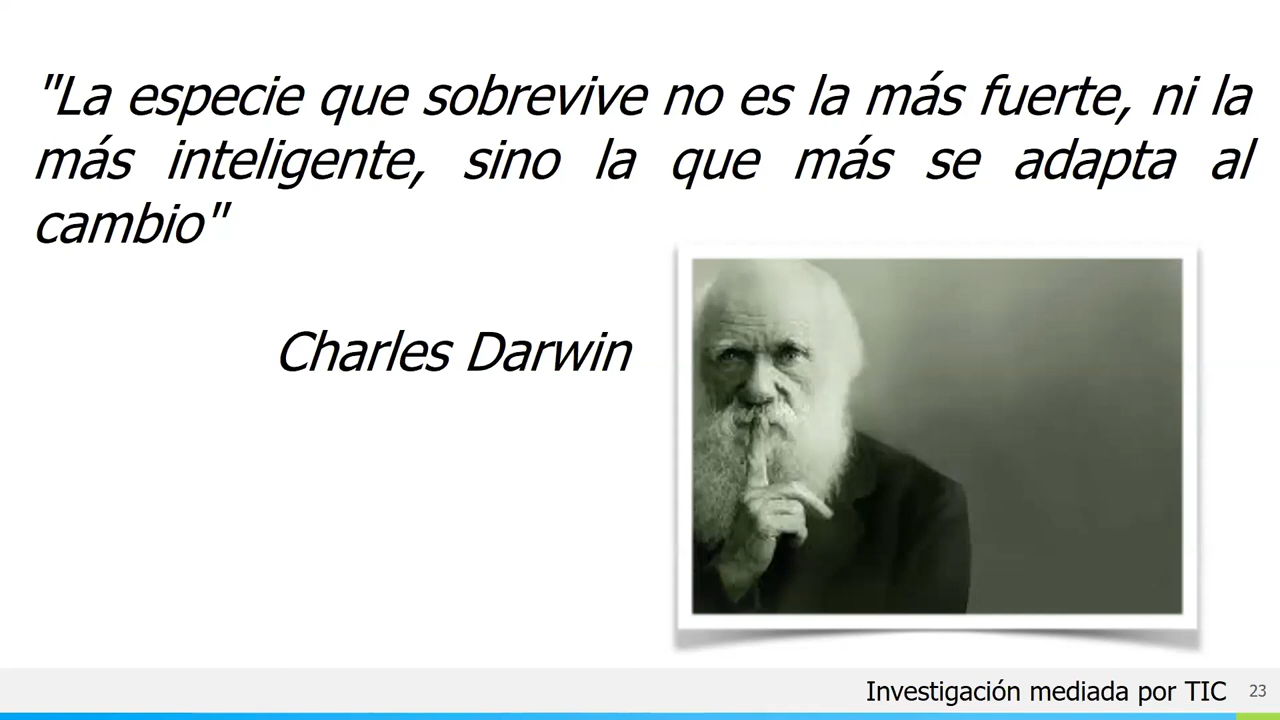 "La especie que sobrevive no es la más fuerte, ni la
más inteligente, sino la que más se adapta al
cambio"
Charles Darwin
Investigación mediada por TIC 23